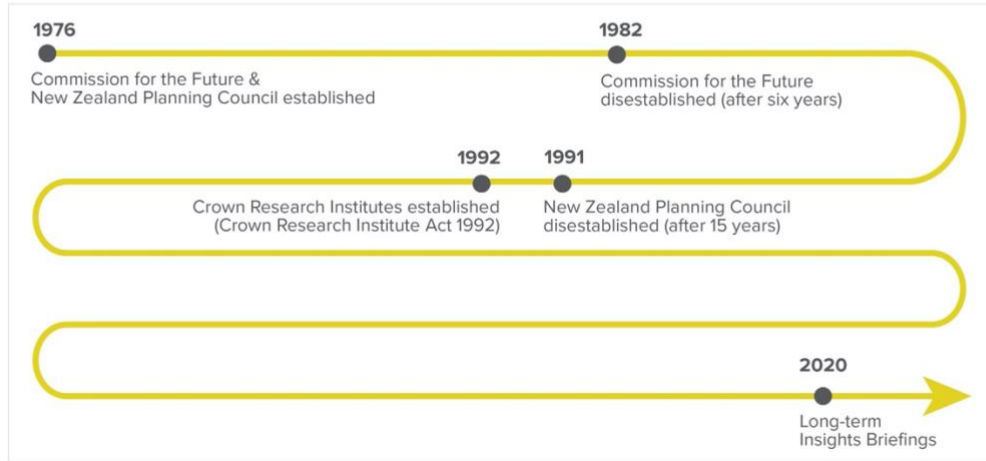 1976
Commission for the Future &
New Zealand Planning Council established
1982
Commission for the Future
disestablished (after six years)
1992
Crown Research Institutes established
(Crown Research Institute Act 1992)
1991
New Zealand Planning Council
disestablished (after 15 years)
2020
Long-term
Insights Briefings